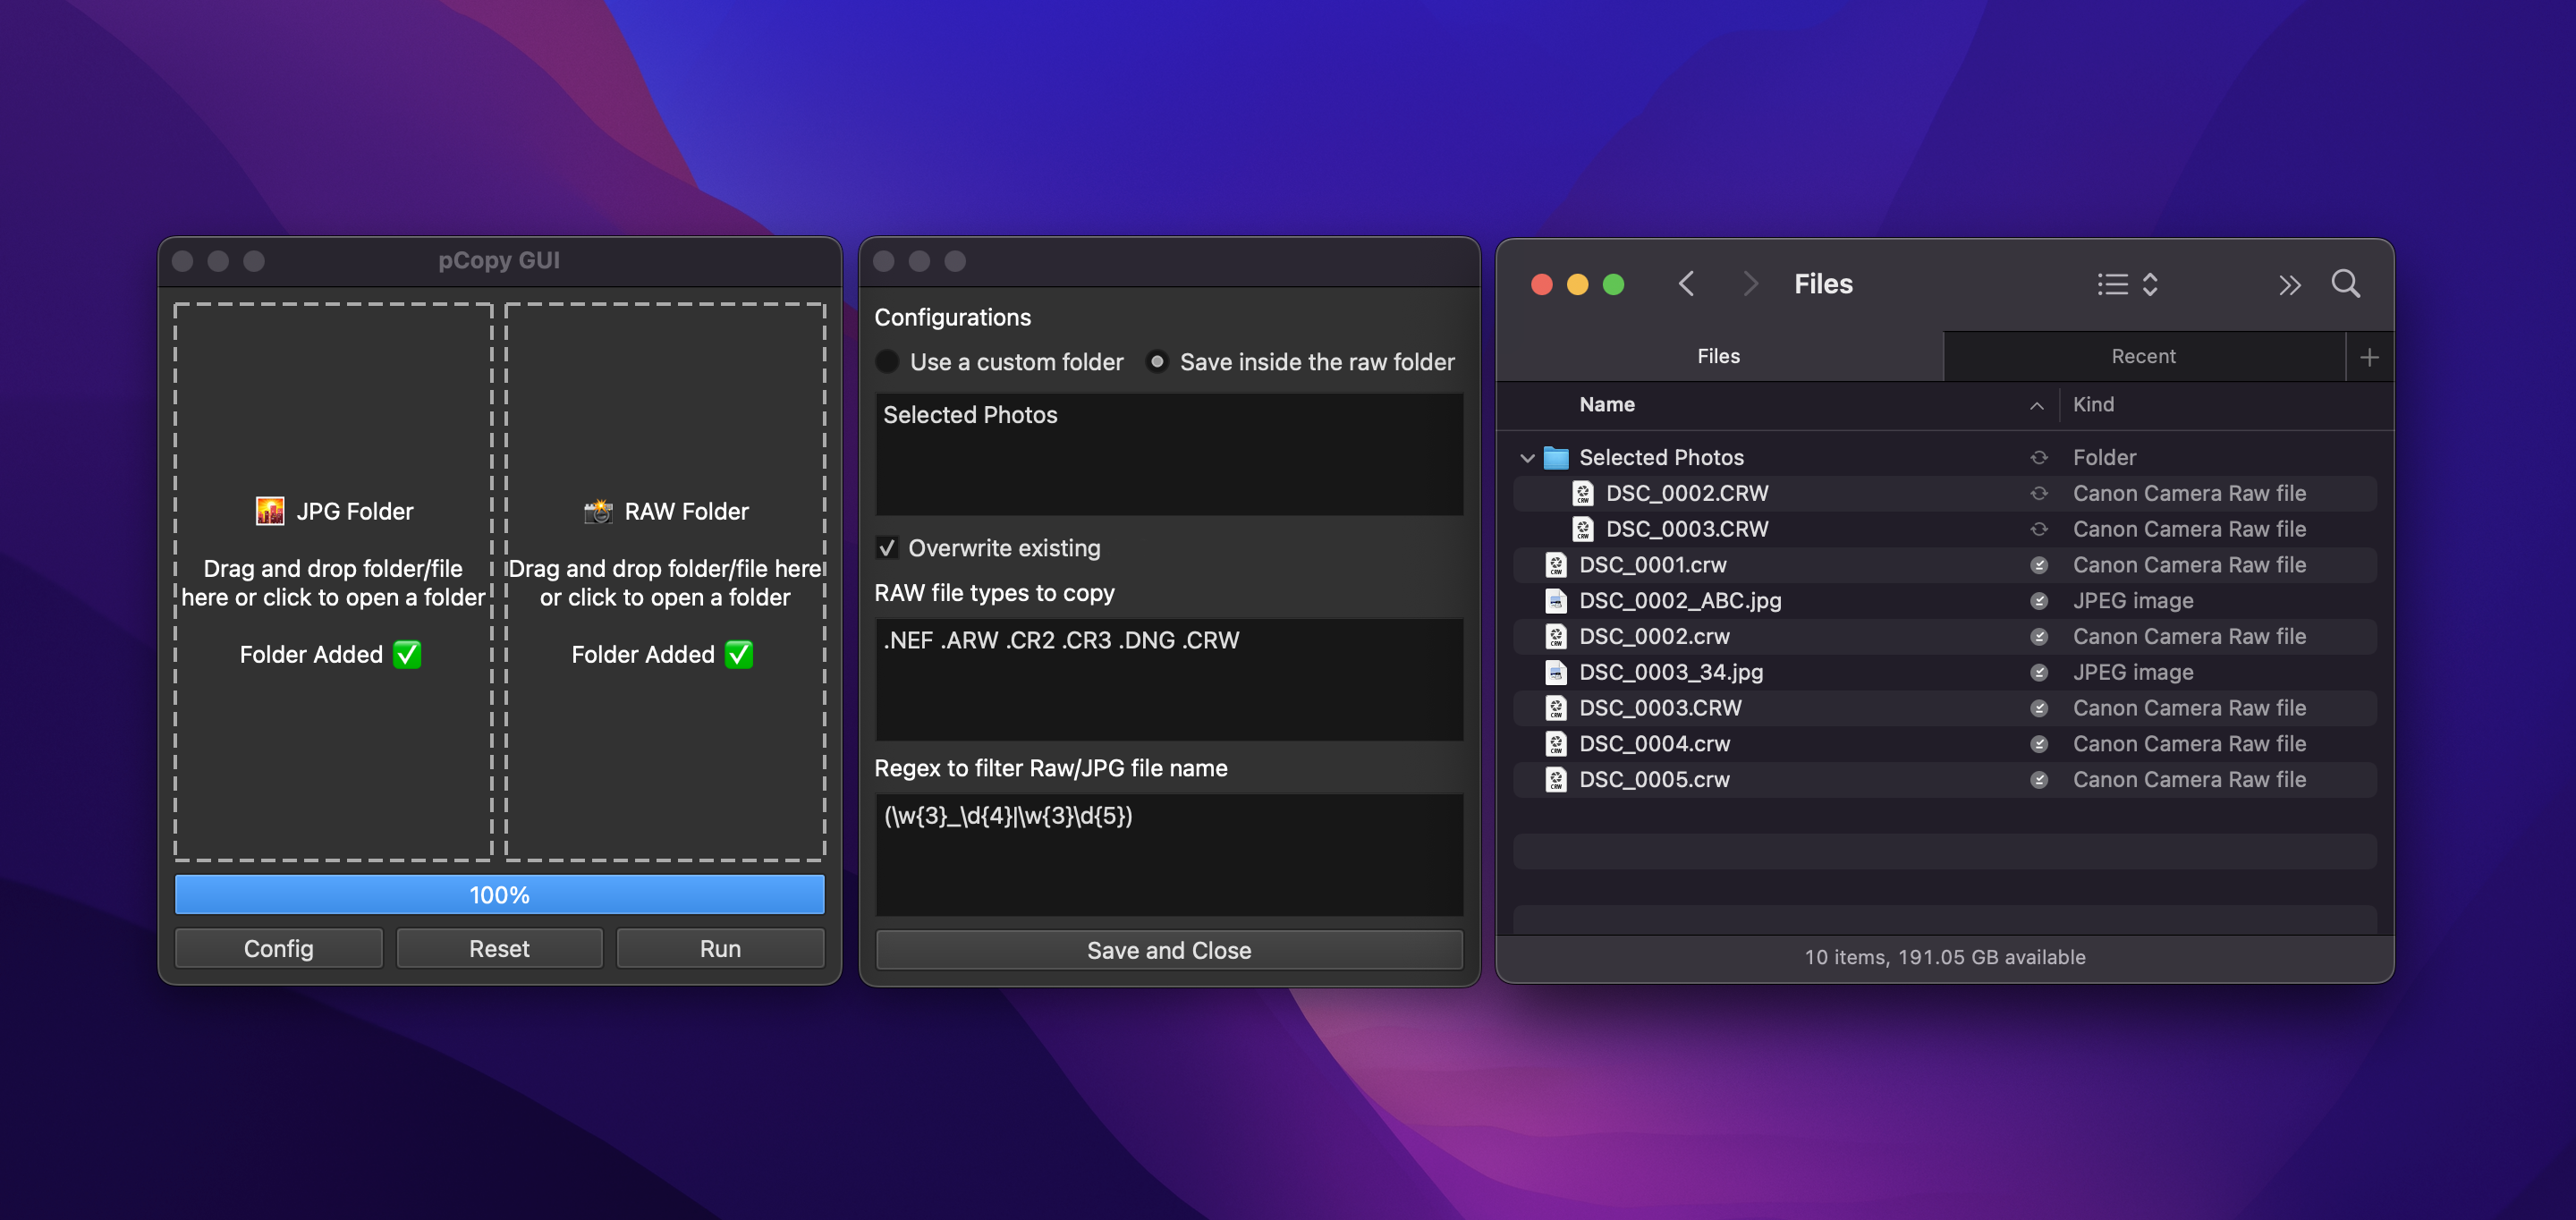 pCopy GUI
JPG Folder
Drag and drop folder/file
here or click to open a folder
Folder Added
RAW Folder
Drag and drop folder/file here
or click to open a folder
Folder Added
100%
Config
Reset
Run
Configurations
Use a custom folder
Save inside the raw folder
Selected Photos
Overwrite existing
RAW file types to copy
.NEF .ARW .CR2 .CR3 .DNG .CRW
Regex to filter Raw/JPG file name
(\w{3}_\d{4}|\w{3}\d{5})
Save and Close
Files
Files
Recent
Name
Kind
Selected Photos
Folder
DSC_0002.CRW
Canon Camera Raw file
DSC_0003.CRW
Canon Camera Raw file
DSC_0001.crw
Canon Camera Raw file
DSC_0002_ABC.jpg
JPEG image
DSC_0002.crw
Canon Camera Raw file
DSC_0003_34.jpg
JPEG image
DSC_0003.CRW
Canon Camera Raw file
DSC_0004.crw
Canon Camera Raw file
DSC_0005.crw
Canon Camera Raw file
10 items, 191.05 GB available